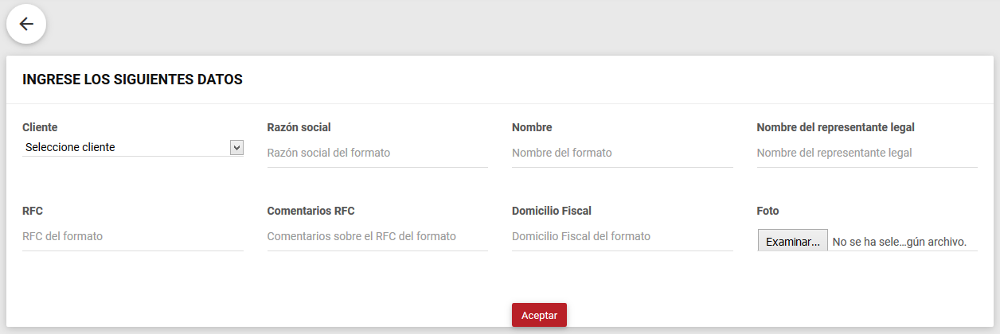 INGRESE LOS SIGUIENTES DATOS
Cliente
Seleccione cliente
Razón social
Razón social del formato
Nombre
Nombre del formato
Nombre del representante legal
Nombre del representante legal
RFC
RFC del formato
Comentarios RFC
Comentarios sobre el RFC del formato
Domicilio Fiscal
Domicilio Fiscal del formato
Foto
Examinar... No se ha sele...gún archivo.
Aceptar